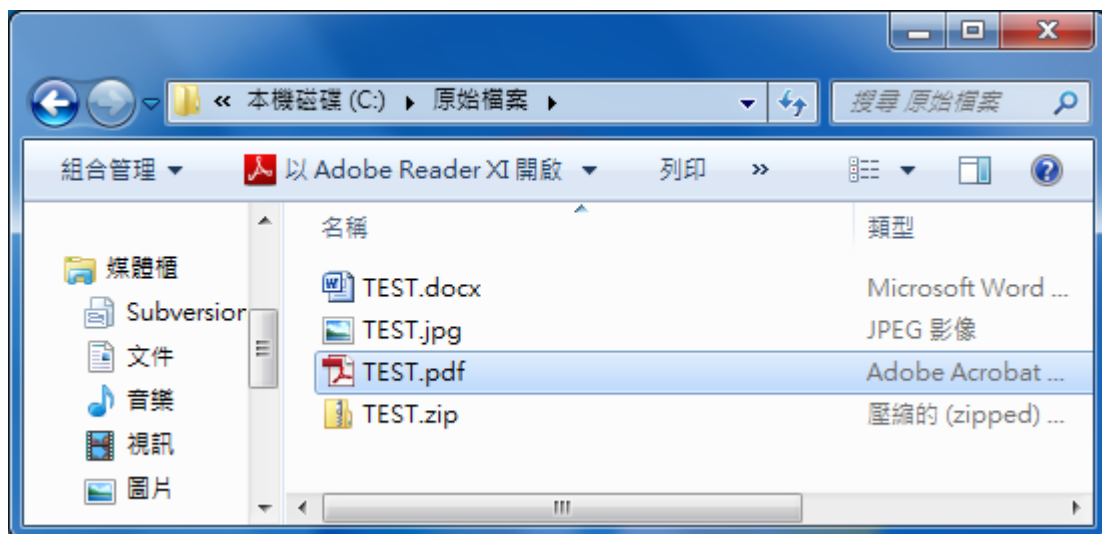 « 本機磁碟 (C:) ▸ 原始檔案 ▸ 搜尋 原始檔案
組合管理 ▼ 以 Adobe Reader XI 開啟 ▼ 列印 »
名稱 類型
媒體櫃
Subversion
文件
音樂
視訊
圖片
TEST.docx Microsoft Word ...
TEST.jpg JPEG 影像
TEST.pdf Adobe Acrobat ...
TEST.zip 壓縮的 (zipped) ...